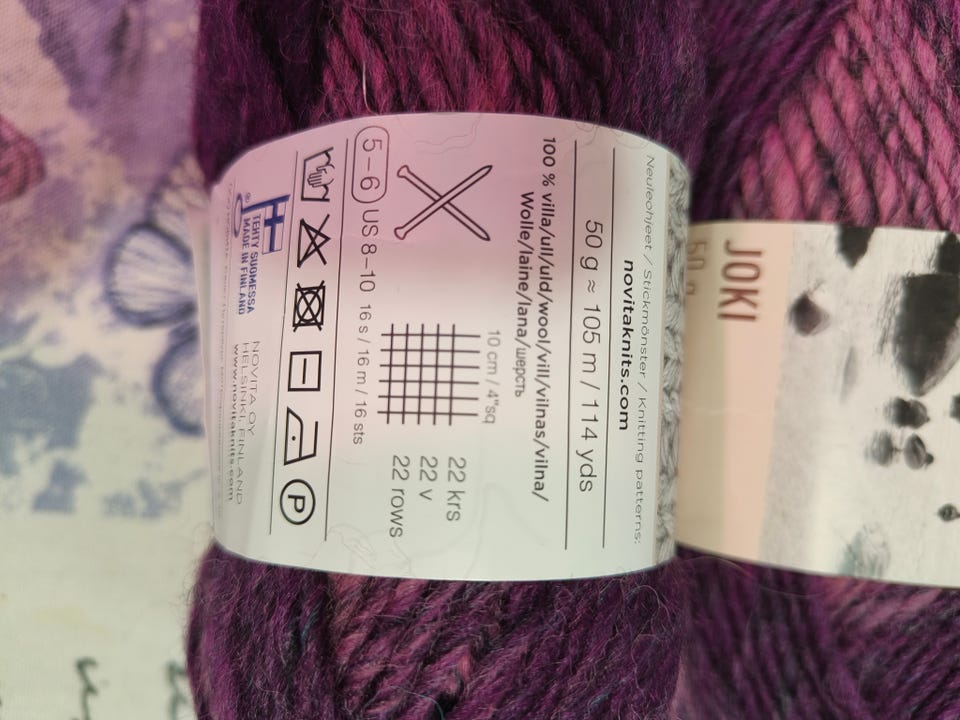 Neuleohjeet / Stickmönster / Knitting patterns:
novitaknits.com
50 g ≈ 105 m / 114 yds
100 % villa/ull/uld/wool/vill/vilnas/vilna/
Wolle/laine/lana/шерсть
10 cm / 4"sq
22 krs
22 v
22 rows
16 s / 16 m / 16 sts
5–6 US 8–10
P
®
TEHTY SUOMESSA
MADE IN FINLAND
NOVITA OY
HELSINKI, FINLAND
www.novitaknits.com
JOKI
50 g